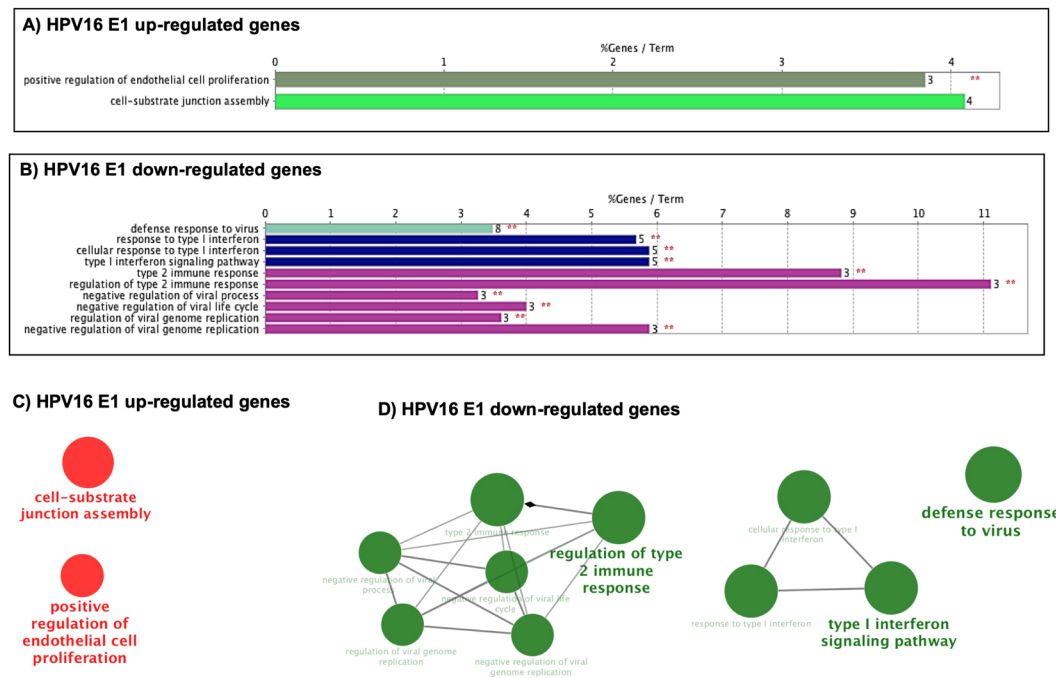 A) HPV16 E1 up-regulated genes
%Genes / Term
0 1 2 3 4
positive regulation of endothelial cell proliferation 3 **
cell-substrate junction assembly 4
B) HPV16 E1 down-regulated genes
%Genes / Term
0 1 2 3 4 5 6 7 8 9 10 11
defense response to virus 8 **
response to type I interferon 5 **
cellular response to type I interferon 5 **
type I interferon signaling pathway 5 **
type 2 immune response 3 **
regulation of type 2 immune response 3 **
negative regulation of viral process 3 **
negative regulation of viral life cycle 3 **
regulation of viral genome replication 3 **
negative regulation of viral genome replication 3 **
C) HPV16 E1 up-regulated genes
cell-substrate
junction assembly
positive
regulation of
endothelial cell
proliferation
D) HPV16 E1 down-regulated genes
type 2 immune response
regulation of type
2 immune
response
negative regulation of viral
process
negative regulation of viral life
cycle
regulation of viral genome
replication
negative regulation of viral
genome replication
cellular response to type I
interferon
response to type I interferon
type I interferon
signaling pathway
defense response
to virus